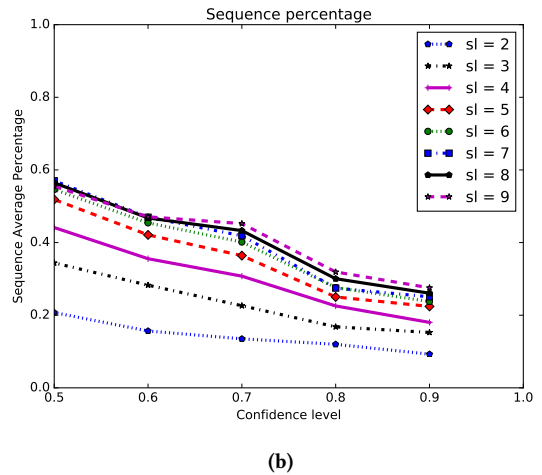 Sequence percentage
1.0
0.8
0.6
0.4
0.2
0.0
Sequence Average Percentage
sl = 2
sl = 3
sl = 4
sl = 5
sl = 6
sl = 7
sl = 8
sl = 9
0.5 0.6 0.7 0.8 0.9 1.0
Confidence level
(b)